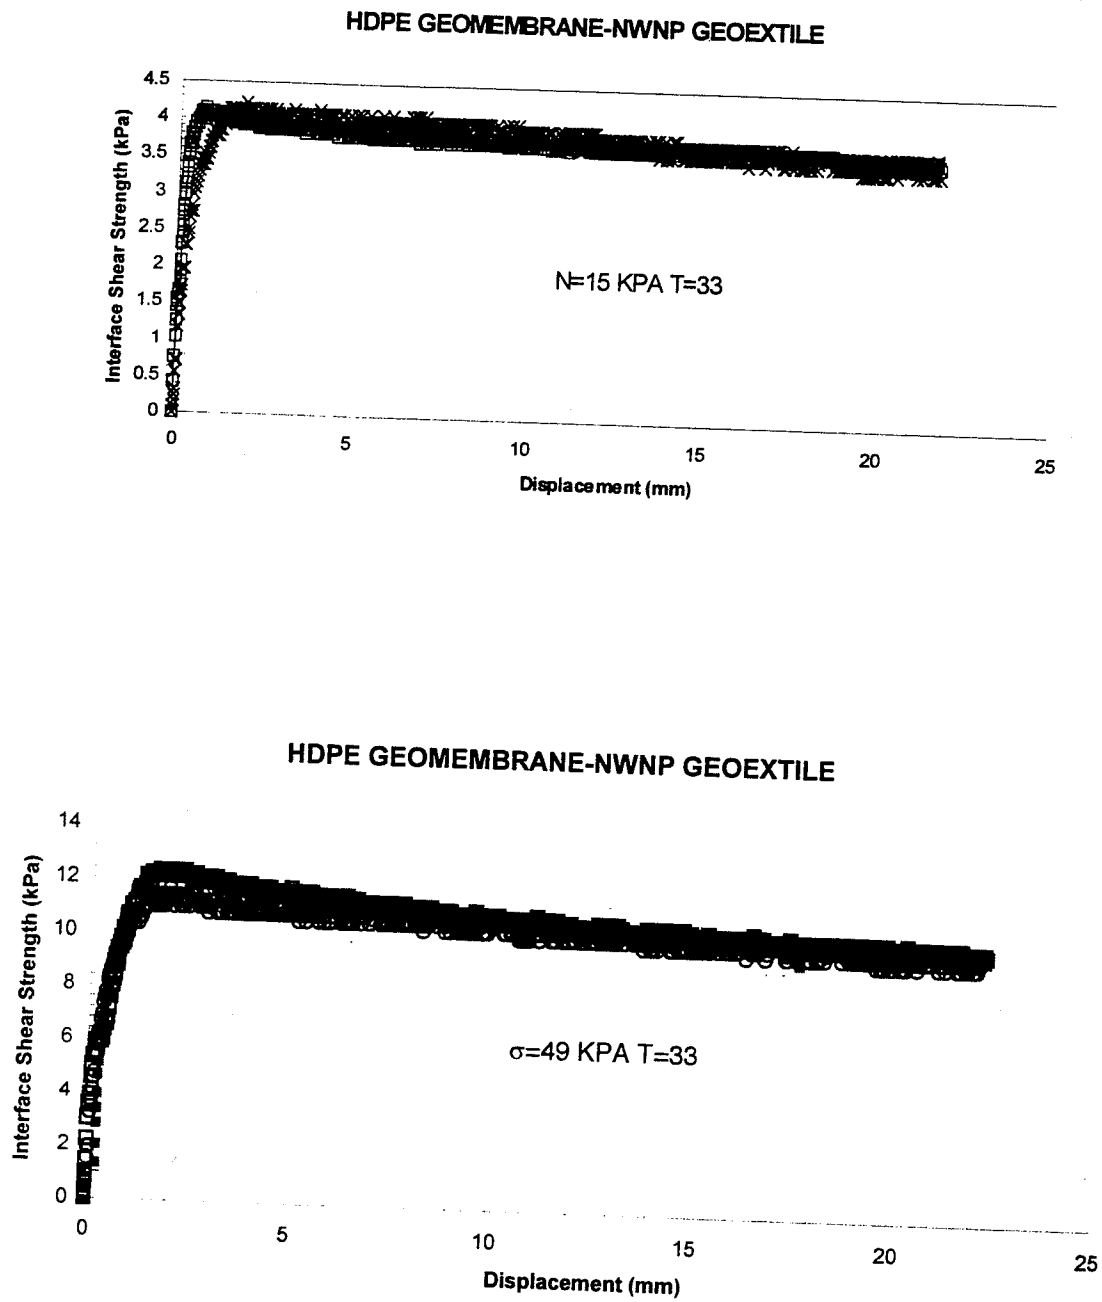 HDPE GEOMEMBRANE-NWNP GEOEXTILE
4.5
4
3.5
3
2.5
2
1.5
1
0.5
0
Interface Shear Strength (kPa)
N=15 KPA T=33
0 5 10 15 20 25
Displacement (mm)
HDPE GEOMEMBRANE-NWNP GEOEXTILE
14
12
10
8
6
4
2
0
Interface Shear Strength (kPa)
σ=49 KPA T=33
0 5 10 15 20 25
Displacement (mm)